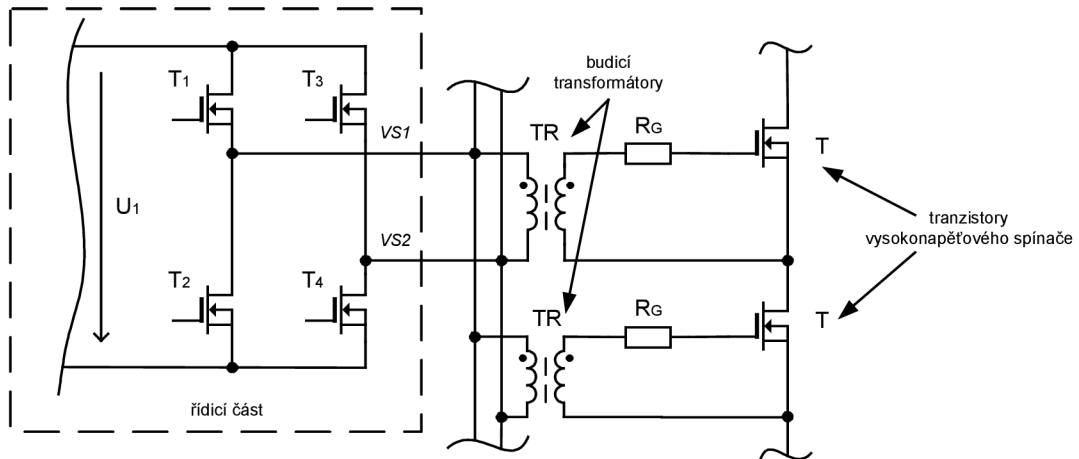 budicí
transformátory
T1
T3
VS1
TR
RG
T
U1
tranzistory
vysokonapěťového spínače
VS2
T2
T4
TR
RG
T
řídicí část